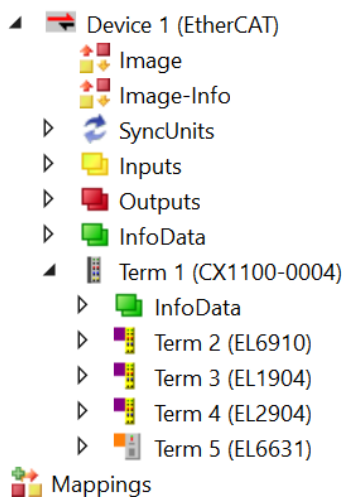 Device 1 (EtherCAT)
Image
Image-Info
SyncUnits
Inputs
Outputs
InfoData
Term 1 (CX1100-0004)
InfoData
Term 2 (EL6910)
Term 3 (EL1904)
Term 4 (EL2904)
Term 5 (EL6631)
Mappings